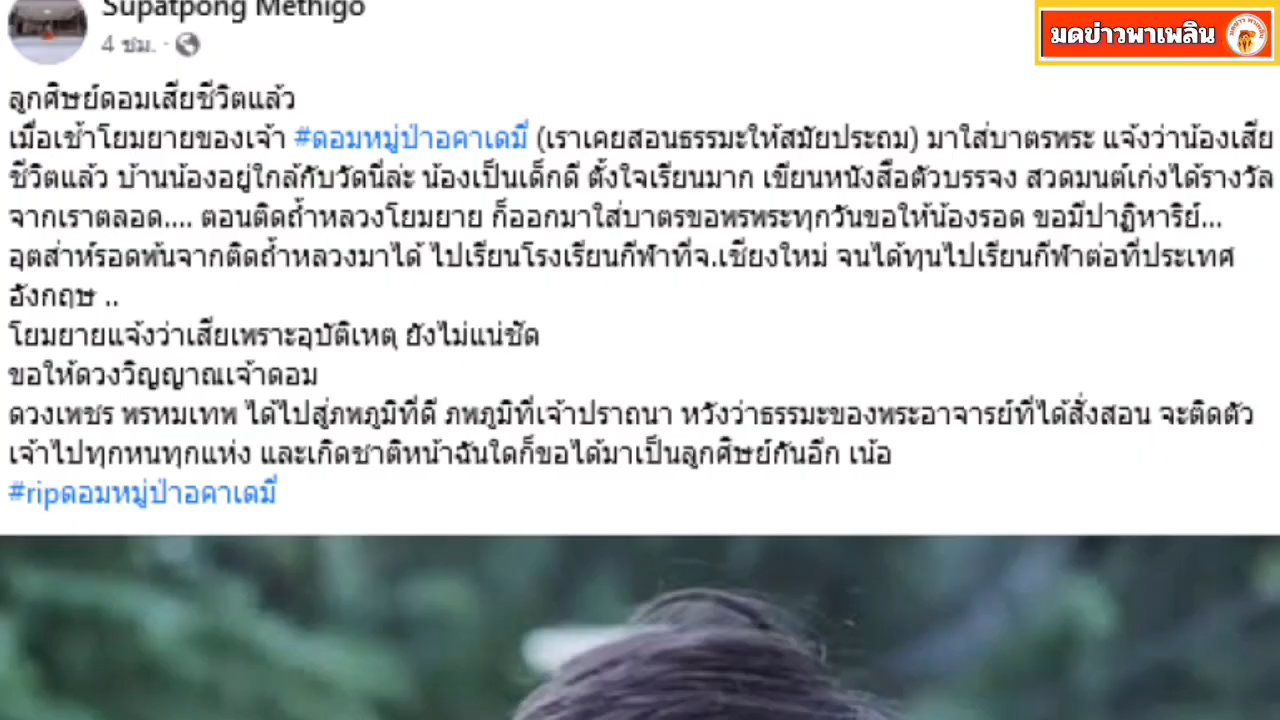 Supatpong Methigo
4 ชม. ·
มดข่าวพาเพลิน
ลูกศิษย์ดอมเสียชีวิตแล้ว
เมื่อเช้าโยมยายของเจ้า #ดอมหมู่ป่าอคาเดมี่ (เราเคยสอนธรรมะให้สมัยประถม) มาใส่บาตรพระ แจ้งว่าน้องเสีย
ชีวิตแล้ว บ้านน้องอยู่ใกล้กับวัดนี่ล่ะ น้องเป็นเด็กดี ตั้งใจเรียนมาก เขียนหนังสือตัวบรรจง สวดมนต์เก่งได้รางวัล
จากเราตลอด.... ตอนติดถ้ำหลวงโยมยาย ก็ออกมาใส่บาตรขอพรพระทุกวันขอให้น้องรอด ขอมีปาฏิหาริย์...
อุตส่าห์รอดพ้นจากติดถ้ำหลวงมาได้ ไปเรียนโรงเรียนกีฬาที่จ.เชียงใหม่ จนได้ทุนไปเรียนกีฬาต่อที่ประเทศ
อังกฤษ ..
โยมยายแจ้งว่าเสียเพราะอุบัติเหตุ ยังไม่แน่ชัด
ขอให้ดวงวิญญาณเจ้าดอม
ดวงเพชร พรหมเทพ ได้ไปสู่ภพภูมิที่ดี ภพภูมิที่เจ้าปราถนา หวังว่าธรรมะของพระอาจารย์ที่ได้สั่งสอน จะติดตัว
เจ้าไปทุกหนทุกแห่ง และเกิดชาติหน้าฉันใดก็ขอได้มาเป็นลูกศิษย์กันอีก เน้อ
#ripดอมหมู่ป่าอคาเดมี่